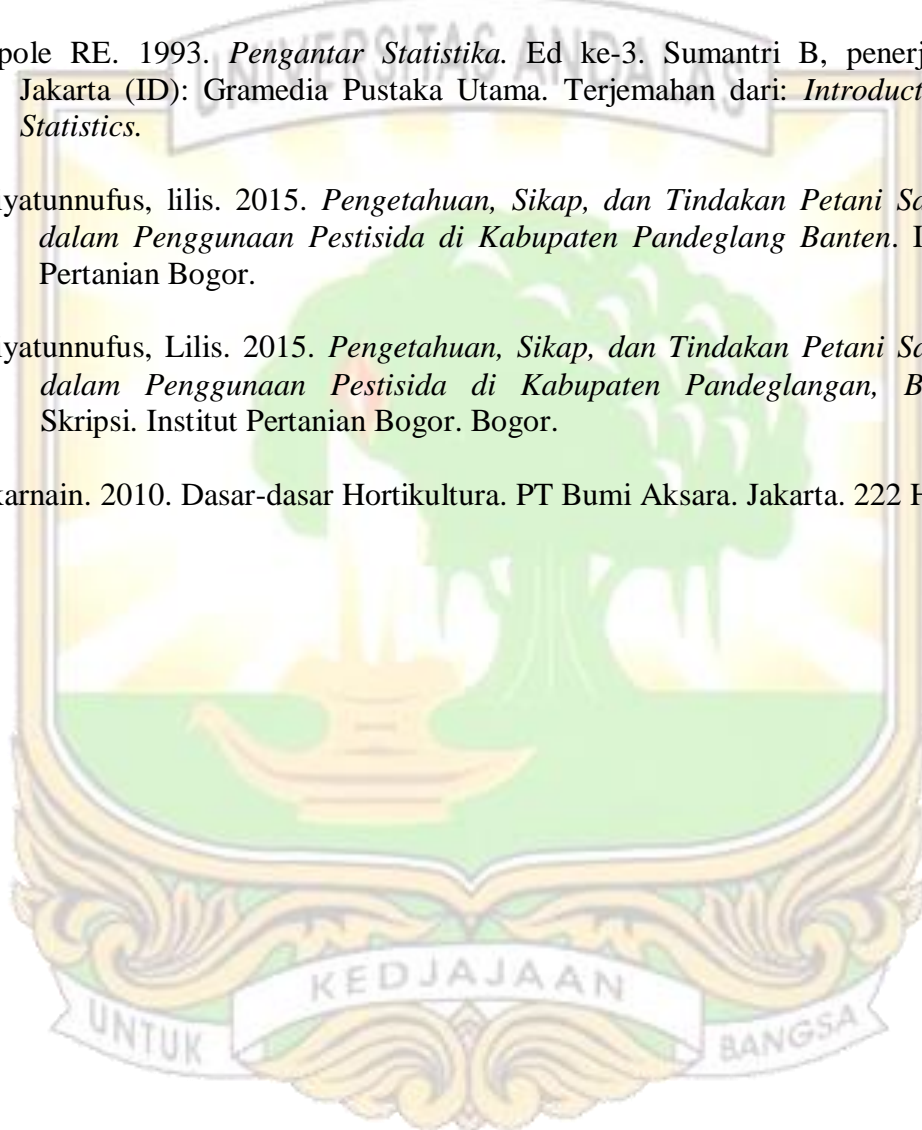 UNIVERSITAS ANDALAS
pole RE. 1993. Pengantar Statistika. Ed ke-3. Sumantri B, penerj
Jakarta (ID): Gramedia Pustaka Utama. Terjemahan dari: Introduct
Statistics.
yatunnufus, lilis. 2015. Pengetahuan, Sikap, dan Tindakan Petani Sa
dalam Penggunaan Pestisida di Kabupaten Pandeglang Banten. I
Pertanian Bogor.
yatunnufus, Lilis. 2015. Pengetahuan, Sikap, dan Tindakan Petani Sa
dalam Penggunaan Pestisida di Kabupaten Pandeglangan, B
Skripsi. Institut Pertanian Bogor. Bogor.
karnain. 2010. Dasar-dasar Hortikultura. PT Bumi Aksara. Jakarta. 222 H
UNTUK KEDJAJAAN BANGSA